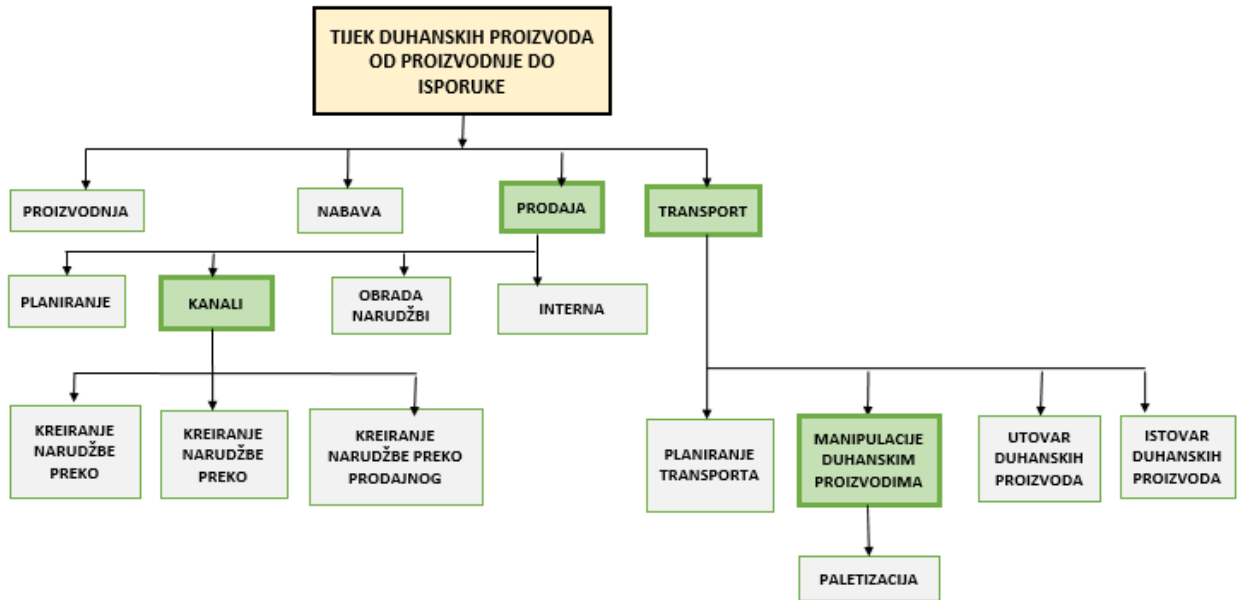 TIJEK DUHANSKIH PROIZVODA
OD PROIZVODNJE DO
ISPORUKE
PROIZVODNJA
NABAVA
PRODAJA
TRANSPORT
PLANIRANJE
KANALI
OBRADA
NARUDŽBI
INTERNA
KREIRANJE
NARUDŽBE
PREKO
KREIRANJE
NARUDŽBE
PREKO
KREIRANJE
NARUDŽBE PREKO
PRODAJNOG
PLANIRANJE
TRANSPORTA
MANIPULACIJE
DUHANSKIM
PROIZVODIMA
UTOVAR
DUHANSKIH
PROIZVODA
ISTOVAR
DUHANSKIH
PROIZVODA
PALETIZACIJA